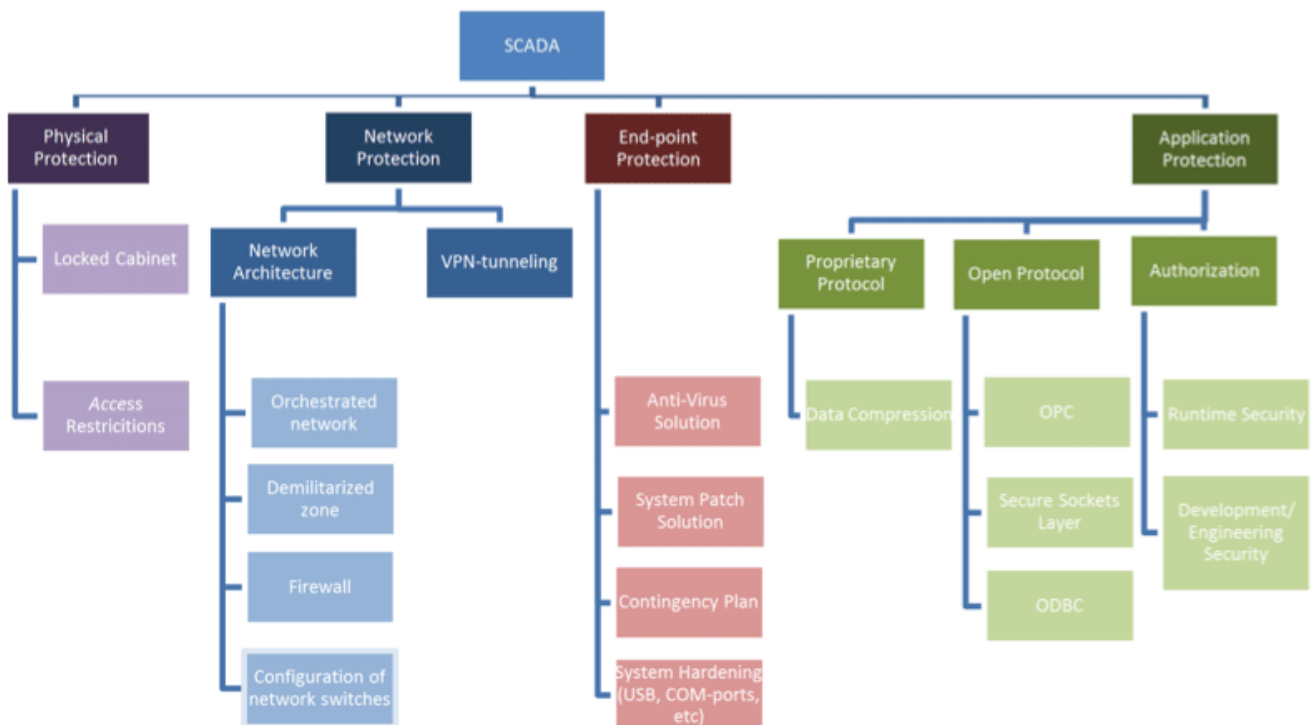 SCADA
Physical
Protection
Network
Protection
End-point
Protection
Application
Protection
Locked Cabinet
Network
Architecture
VPN-tunneling
Proprietary
Protocol
Open Protocol
Authorization
Access
Restricitions
Orchestrated
network
Demilitarized
zone
Firewall
Configuration of
network switches
Anti-Virus
Solution
System Patch
Solution
Contingency Plan
System Hardening
(USB, COM-ports,
etc)
Data Compression
OPC
Secure Sockets
Layer
ODBC
Runtime Security
Development/
Engineering
Security